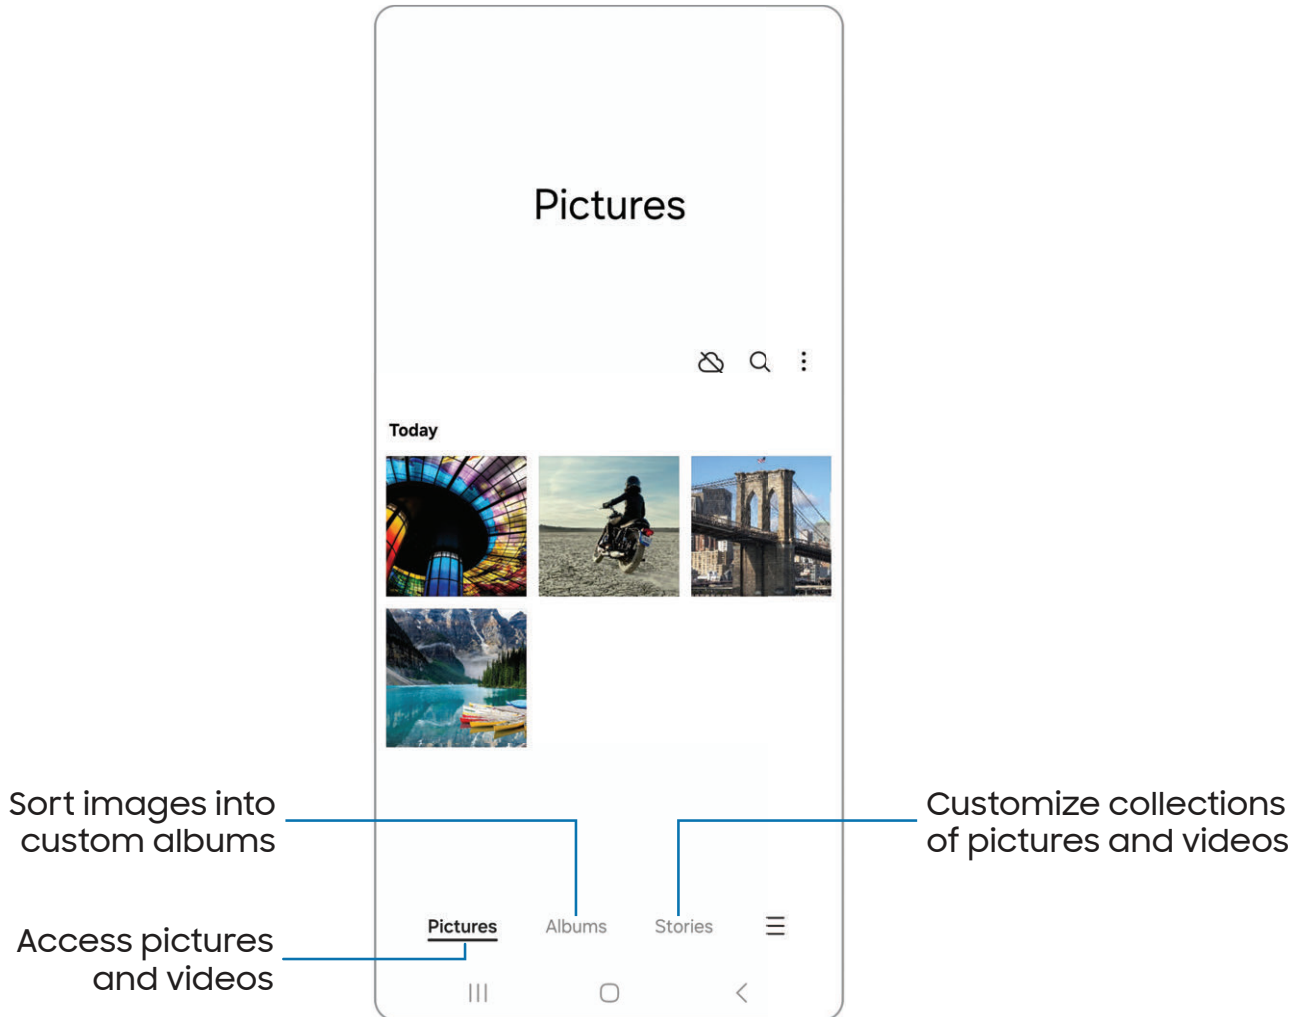 Pictures
Today
Sort images into
custom albums
Customize collections
of pictures and videos
Access pictures
and videos
Pictures
Albums
Stories